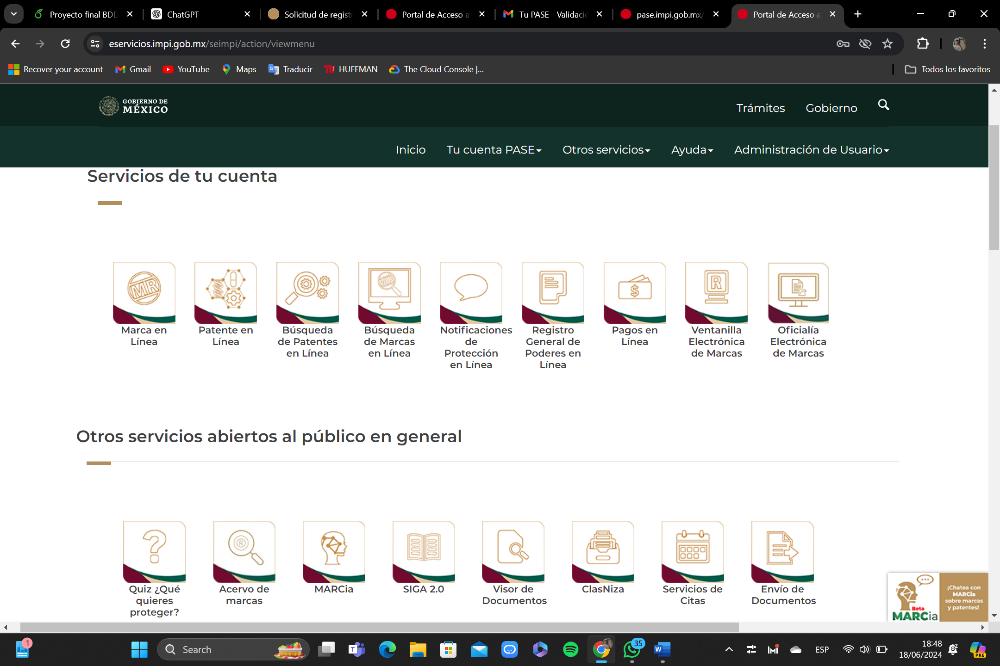 Proyecto final BDD
ChatGPT
Solicitud de registr
Portal de Acceso a
Tu PASE - Validació
pase.impi.gob.mx/
Portal de Acceso a
eservicios.impi.gob.mx/seimpi/action/viewmenu
Recover your account
Gmail
YouTube
Maps
Traducir
HUFFMAN
The Cloud Console |...
Todos los favoritos
GOBIERNO DE
MÉXICO
Trámites
Gobierno
Inicio
Tu cuenta PASE
Otros servicios
Ayuda
Administración de Usuario
Servicios de tu cuenta
MR
MR
$
R
Marca en
Línea
Patente en
Línea
Búsqueda
de Patentes
en Línea
Búsqueda
de Marcas
en Línea
Notificaciones
de
Protección
en Línea
Registro
General de
Poderes en
Línea
Pagos en
Línea
Ventanilla
Electrónica
de Marcas
Oficialía
Electrónica
de Marcas
Otros servicios abiertos al público en general
?
R
Quiz ¿Qué
quieres
proteger?
Acervo de
marcas
MARCia
SIGA 2.0
Visor de
Documentos
ClasNiza
Servicios de
Citas
Envío de
Documentos
Beta
MARCia
¡Chatea con
MARCia
sobre marcas
y patentes!
1
Search
35
ESP
18:48
18/06/2024
PRE